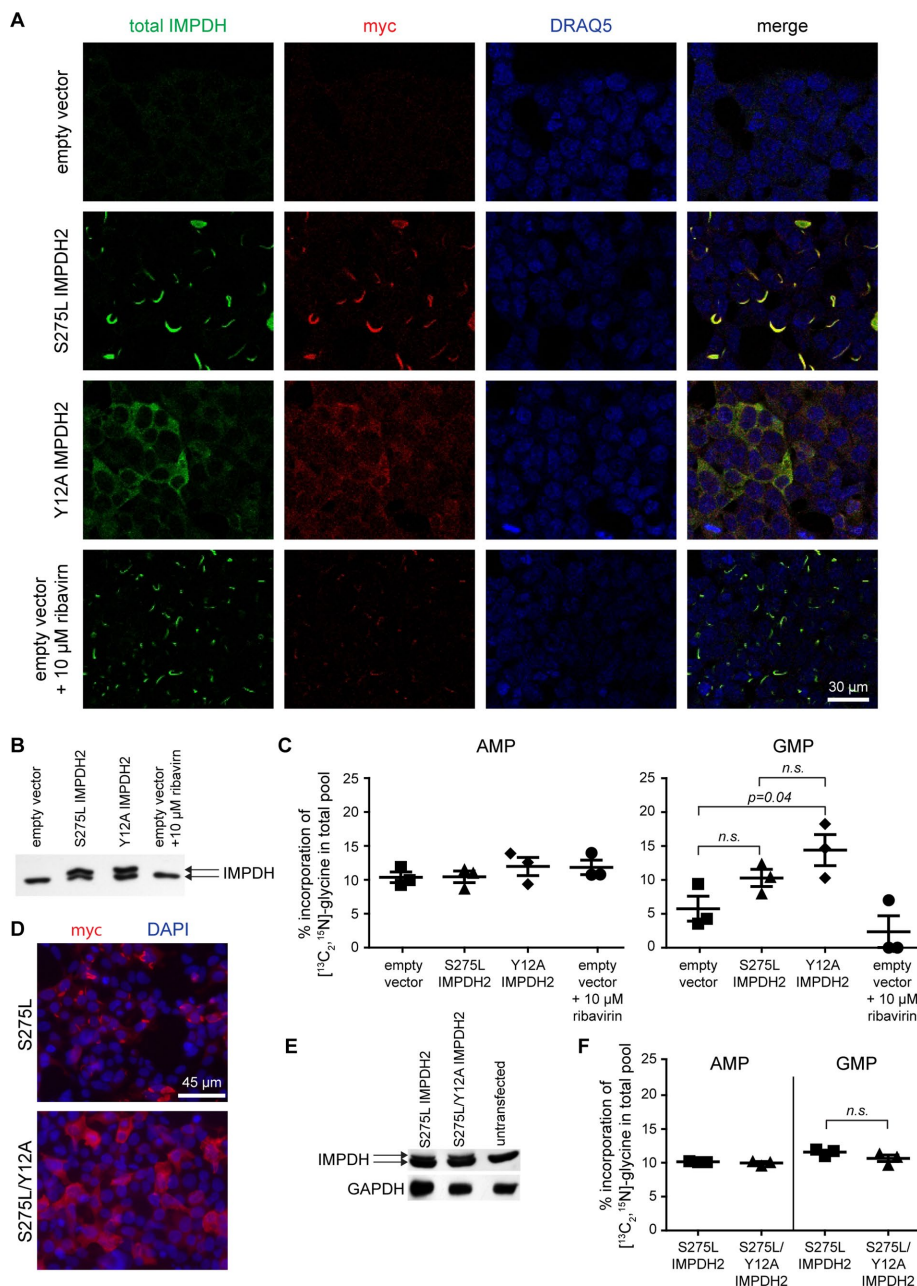 A
total IMPDH
myc
DRAQ5
merge
empty vector
S275L IMPDH2
Y12A IMPDH2
empty vector
+ 10 µM ribavirn
30 µm
B
empty vector
S275L IMPDH2
Y12A IMPDH2
empty vector
+10 µM ribavirn
IMPDH
C
AMP
GMP
% incorporation of
[¹³C₂,¹⁵N]-glycine in total pool
25
20
15
10
5
0
empty
vector
S275L
IMPDH2
Y12A
IMPDH2
empty
vector
+ 10 µM
ribavirin
25
20
15
10
5
0
n.s.
p=0.04
n.s.
empty
vector
S275L
IMPDH2
Y12A
IMPDH2
empty
vector
+ 10 µM
ribavirin
D
myc
DAPI
S275L
45 µm
S275L/Y12A
E
S275L IMPDH2
S275L/Y12A IMPDH2
untransfected
IMPDH
GAPDH
F
AMP
GMP
% incorporation of
[¹³C₂,¹⁵N]-glycine in total pool
25
20
15
10
5
0
n.s.
S275L
IMPDH2
S275L/
Y12A
IMPDH2
S275L
IMPDH2
S275L/
Y12A
IMPDH2